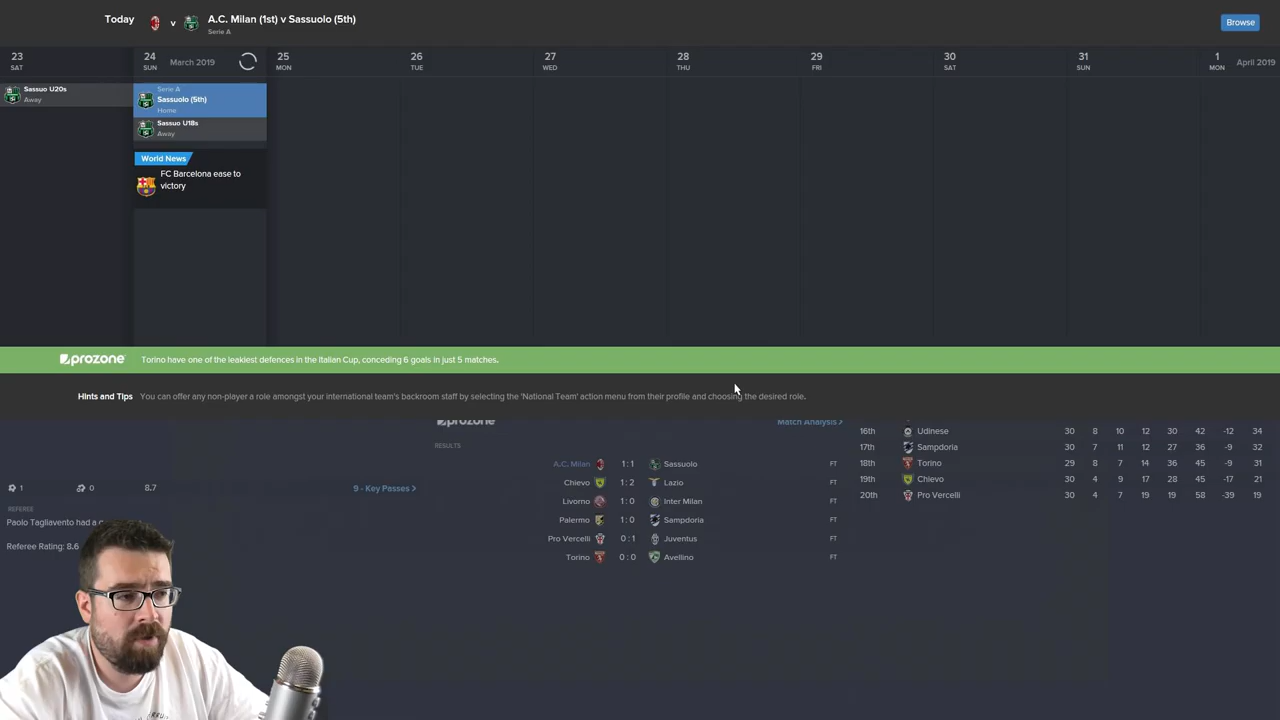 Today
v
A.C. Milan (1st) v Sassuolo (5th)
Serie A
Browse
23
SAT
24
SUN
March 2019
25
MON
26
TUE
27
WED
28
THU
29
FRI
30
SAT
31
SUN
1
MON
April 2019
Sassuo U20s
Away
Serie A
Sassuolo (5th)
Home
Sassuo U18s
Away
World News
FC Barcelona ease to
victory
prozone
Torino have one of the leakiest defences in the Italian Cup, conceding 6 goals in just 5 matches.
Hints and Tips
You can offer any non-player a role amongst your international team's backroom staff by selecting the 'National Team' action menu from their profile and choosing the desired role.
prozone
Match Analysis >
RESULTS
A.C. Milan 1:1 Sassuolo FT
Chievo 1:2 Lazio FT
Livorno 1:0 Inter Milan FT
Palermo 1:0 Sampdoria FT
Pro Vercelli 0:1 Juventus FT
Torino 0:0 Avellino FT
16th Udinese 30 8 10 12 30 42 -12 34
17th Sampdoria 30 7 11 12 27 36 -9 32
18th Torino 29 8 7 14 36 45 -9 31
19th Chievo 30 4 9 17 28 45 -17 21
20th Pro Vercelli 30 4 7 19 19 58 -39 19
1 0 8.7
9 - Key Passes >
REFEREE
Paolo Tagliavento had a
Referee Rating: 8.6